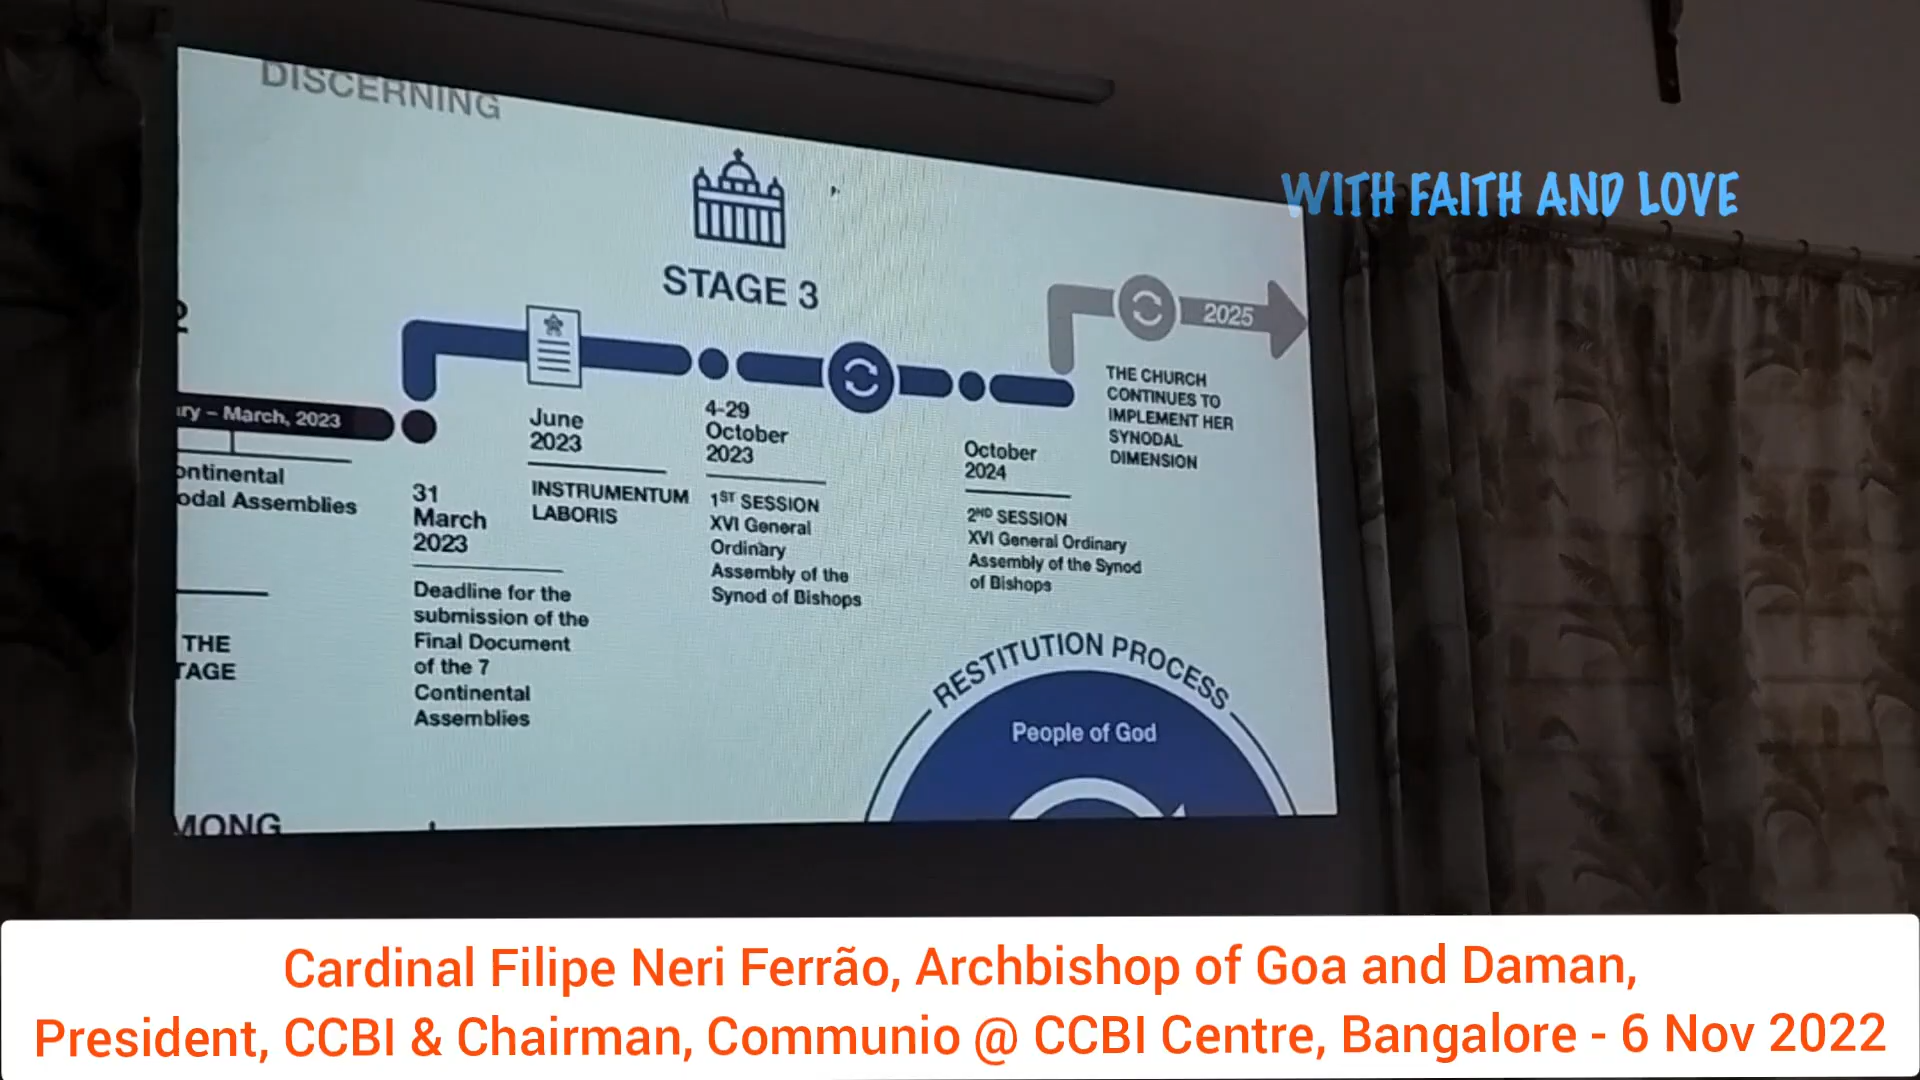 DISCERNING
WITH FAITH AND LOVE
STAGE 3
2
2025
THE CHURCH
CONTINUES TO
IMPLEMENT HER
SYNODAL
DIMENSION
ry – March, 2023
ontinental
odal Assemblies
31
March
2023
Deadline for the
submission of the
Final Document
of the 7
Continental
Assemblies
June
2023
INSTRUMENTUM
LABORIS
4-29
October
2023
1ST SESSION
XVI General
Ordinary
Assembly of the
Synod of Bishops
October
2024
2ND SESSION
XVI General Ordinary
Assembly of the Synod
of Bishops
THE
TAGE
MONG
RESTITUTION PROCESS
People of God
Cardinal Filipe Neri Ferrão, Archbishop of Goa and Daman,
President, CCBI & Chairman, Communio @ CCBI Centre, Bangalore - 6 Nov 2022